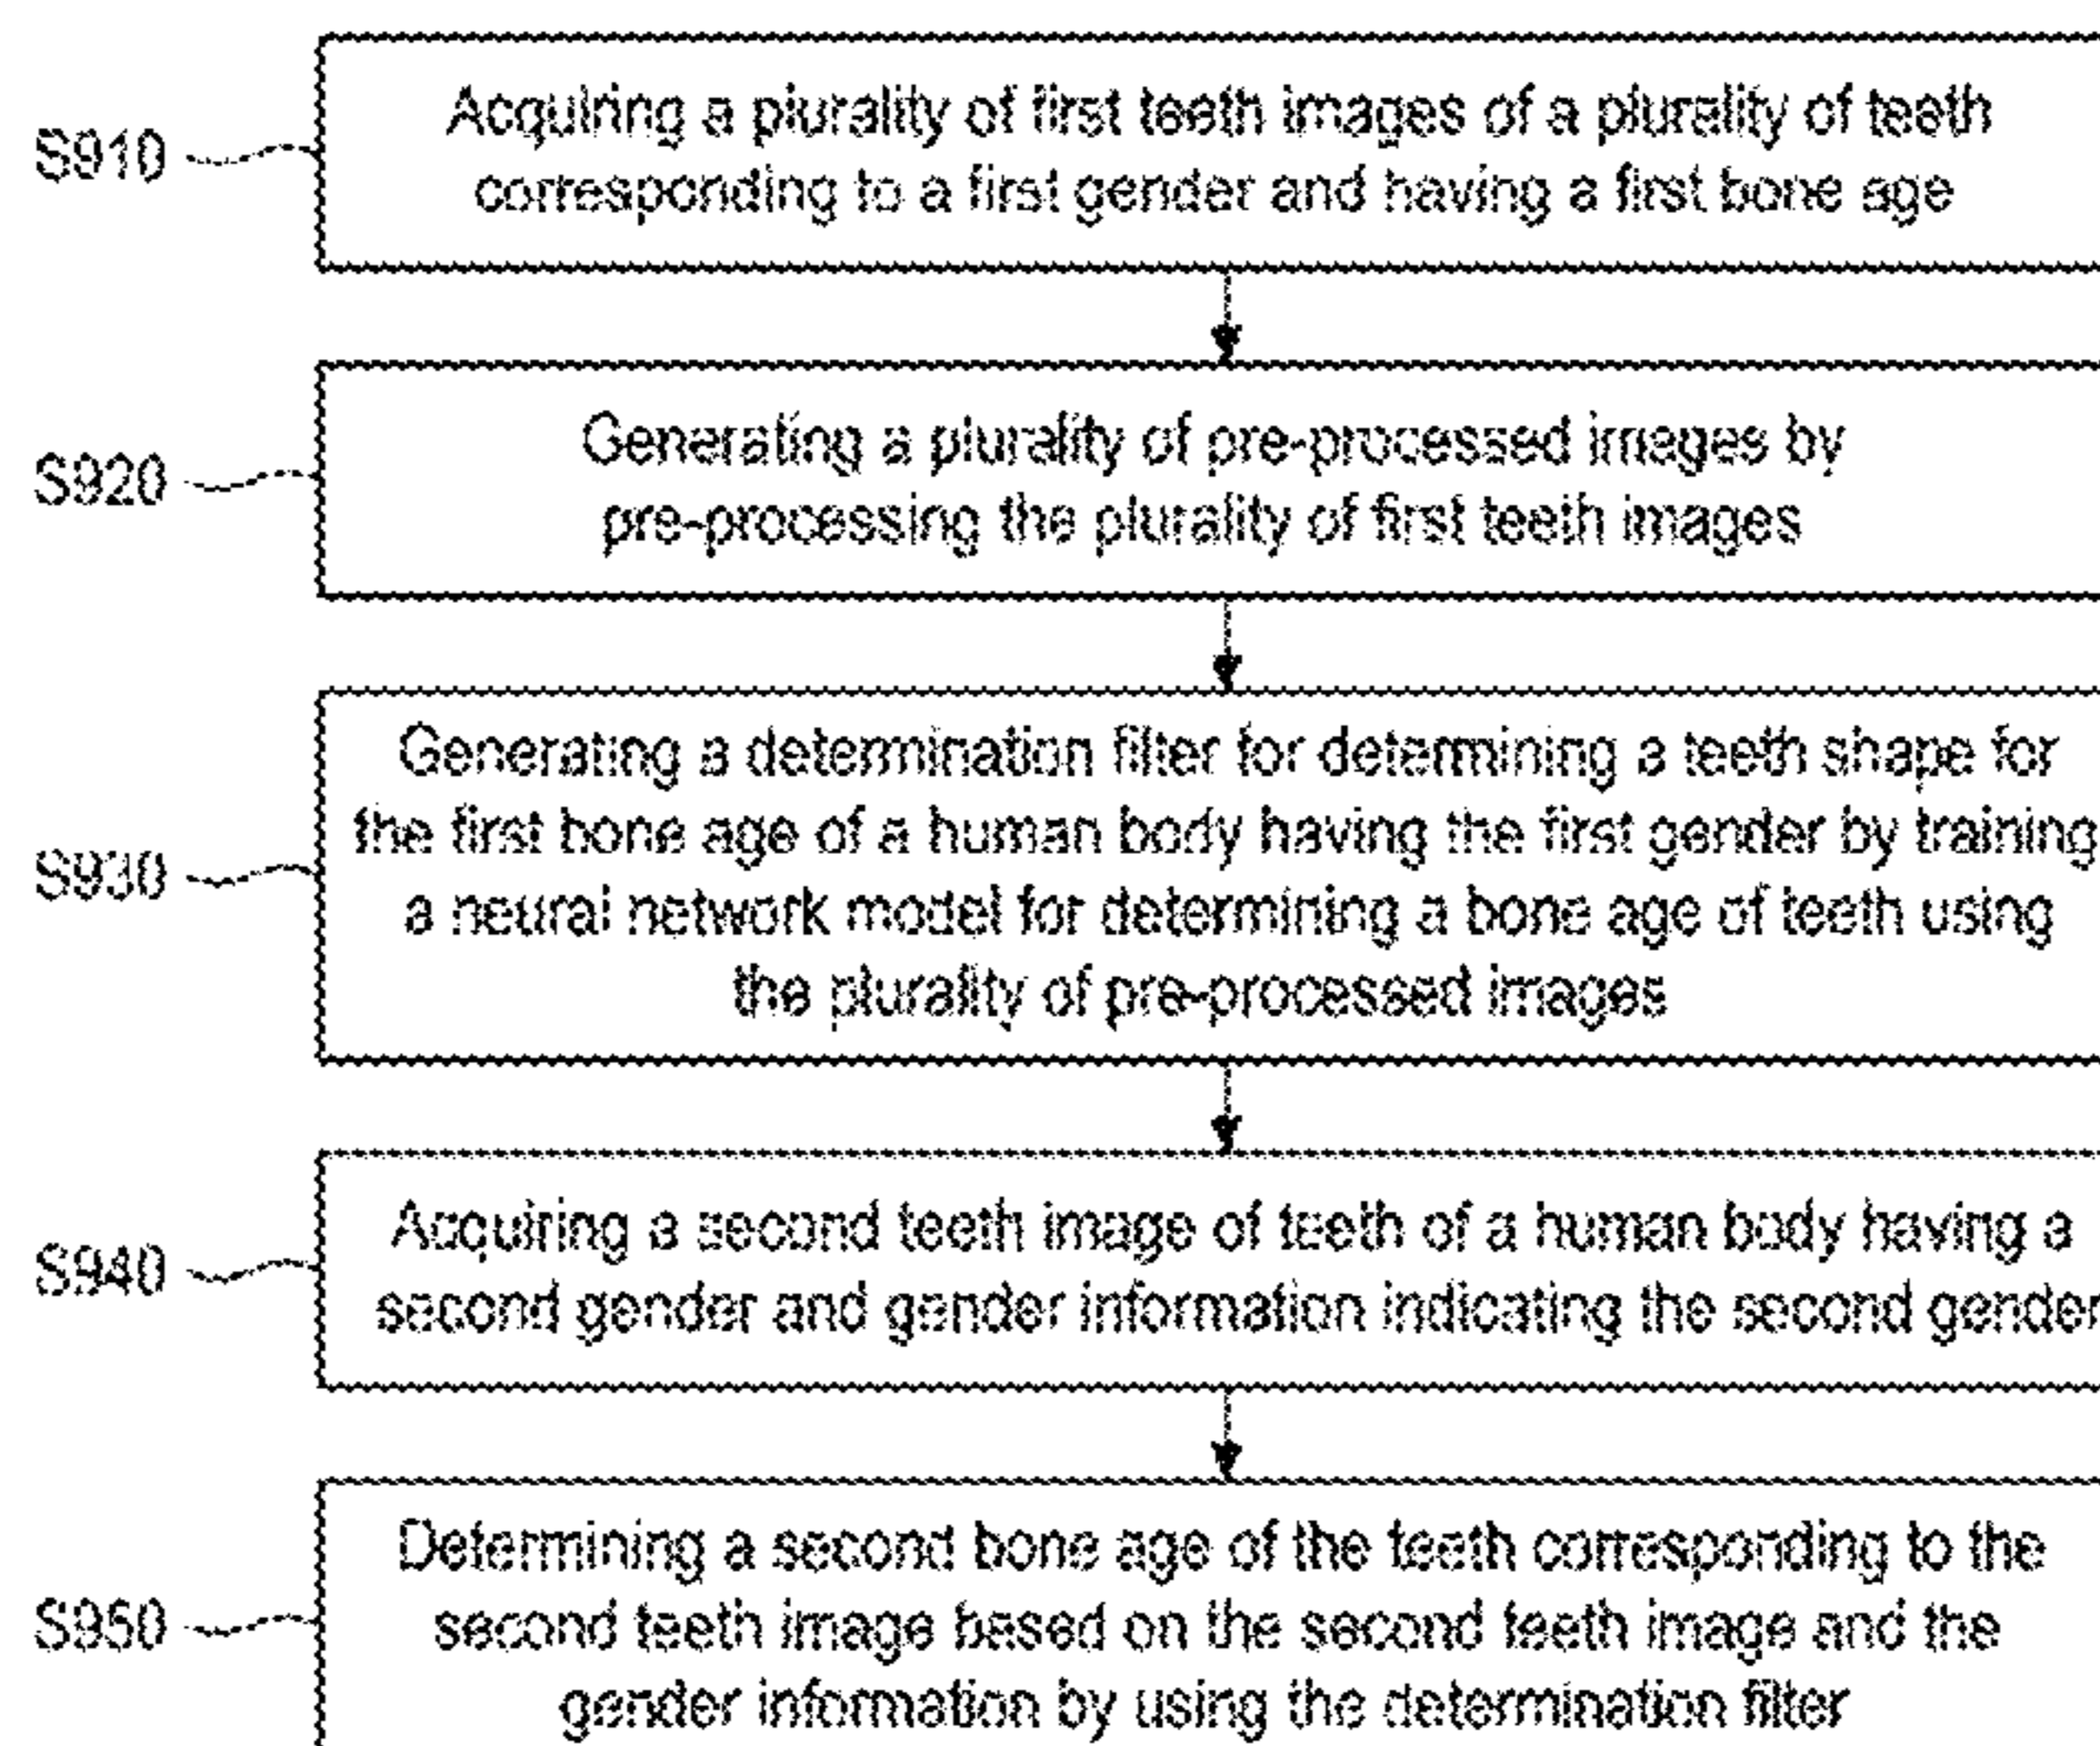 S910
Acquiring a plurality of first teeth images of a plurality of teeth
corresponding to a first gender and having a first bone age
S920
Generating a plurality of pre-processed images by
pre-processing the plurality of first teeth images
S930
Generating a determination filter for determining a teeth shape for
the first bone age of a human body having the first gender by training
a neural network model for determining a bone age of teeth using
the plurality of pre-processed images
S940
Acquiring a second teeth image of teeth of a human body having a
second gender and gender information indicating the second gender
S950
Determining a second bone age of the teeth corresponding to the
second teeth image based on the second teeth image and the
gender information by using the determination filter